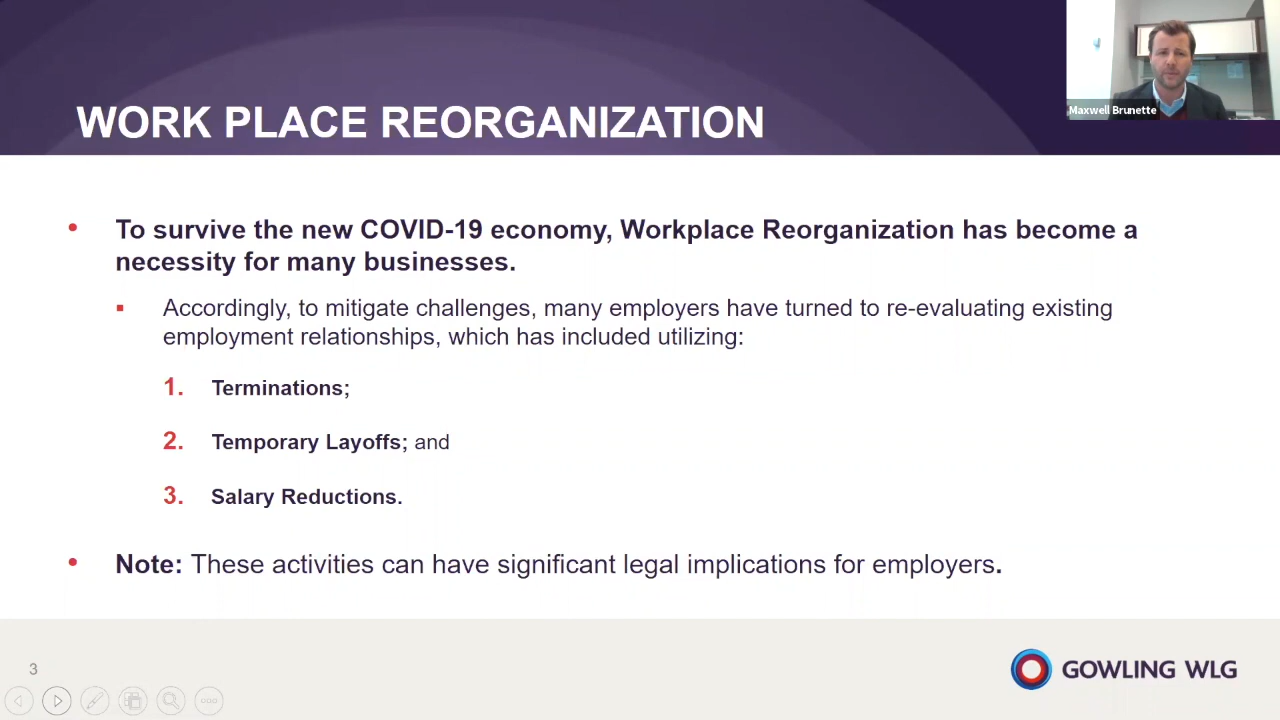 WORK PLACE REORGANIZATION
Maxwell Brunette
• To survive the new COVID-19 economy, Workplace Reorganization has become a
necessity for many businesses.
▪ Accordingly, to mitigate challenges, many employers have turned to re-evaluating existing
employment relationships, which has included utilizing:
1. Terminations;
2. Temporary Layoffs; and
3. Salary Reductions.
• Note: These activities can have significant legal implications for employers.
3
GOWLING WLG